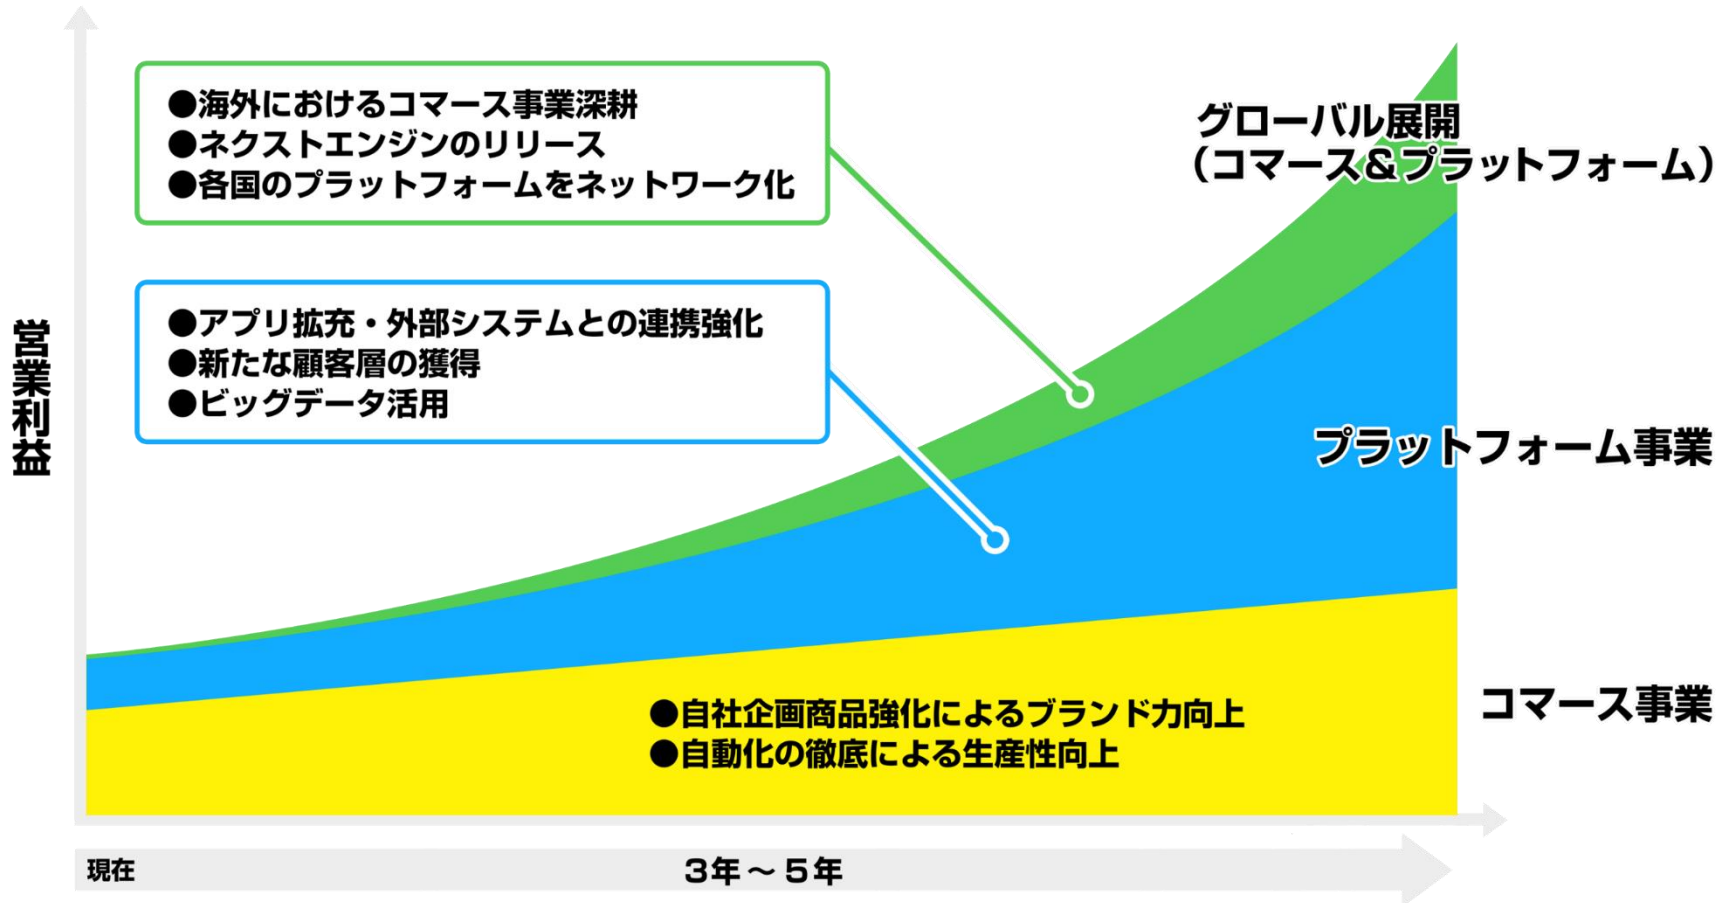 ●海外におけるコマース事業深耕
●ネクストエンジンのリリース
●各国のプラットフォームをネットワーク化
グローバル展開
（コマース＆プラットフォーム）
●アプリ拡充・外部システムとの連携強化
●新たな顧客層の獲得
●ビッグデータ活用
営業利益
プラットフォーム事業
●自社企画商品強化によるブランド力向上
●自動化の徹底による生産性向上
コマース事業
現在
3年～5年